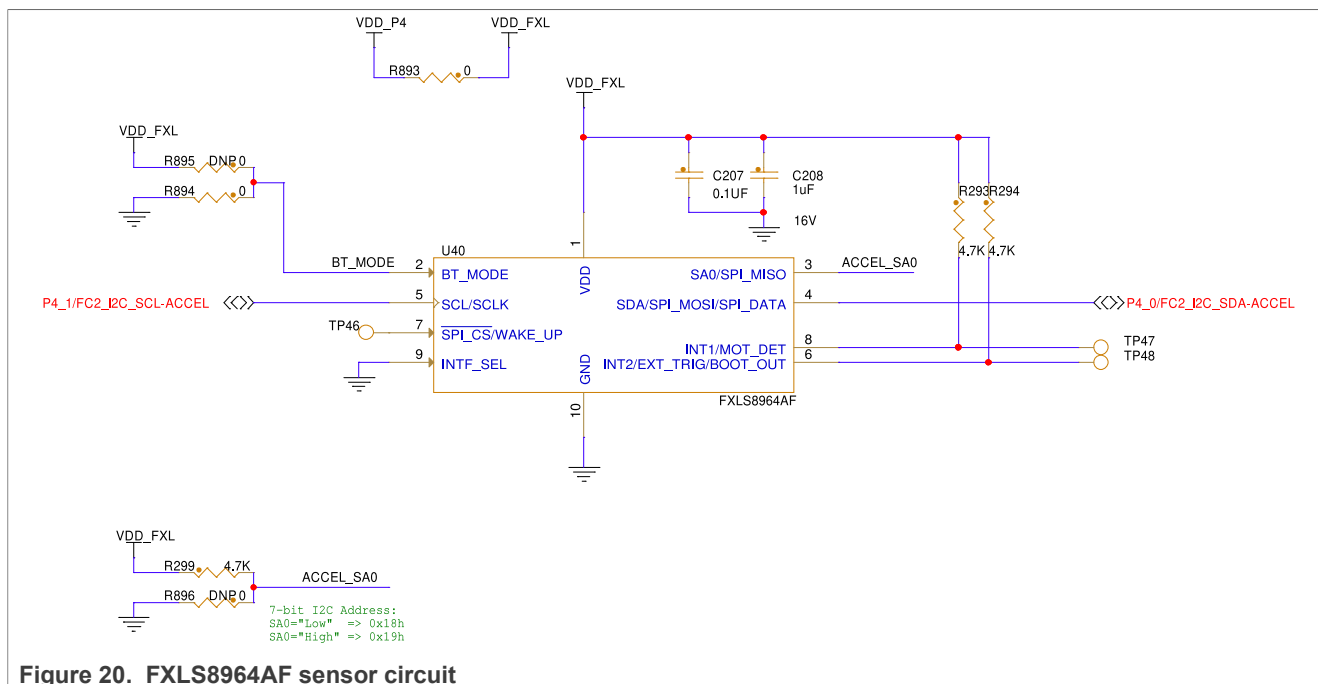 VDD_P4 VDD_FXL
R893 0
VDD_FXL
VDD_FXL
R895 DNP 0
R894 0
C207 0.1UF
C208 1uF
16V
R293 R294
4.7K 4.7K
U40
1
VDD
BT_MODE 2 BT_MODE
SA0/SPI_MISO 3 ACCEL_SA0
P4_1/FC2_I2C_SCL-ACCEL 5 SCL/SCLK
SDA/SPI_MOSI/SPI_DATA 4 P4_0/FC2_I2C_SDA-ACCEL
TP46 7 SPI_CS/WAKE_UP
INT1/MOT_DET 8 TP47
9 INTF_SEL
INT2/EXT_TRIG/BOOT_OUT 6 TP48
GND
10
FXLS8964AF
VDD_FXL
R299 4.7K
ACCEL_SA0
R896 DNP 0
7-bit I2C Address:
SA0="Low" => 0x18h
SA0="High" => 0x19h
Figure 20. FXLS8964AF sensor circuit